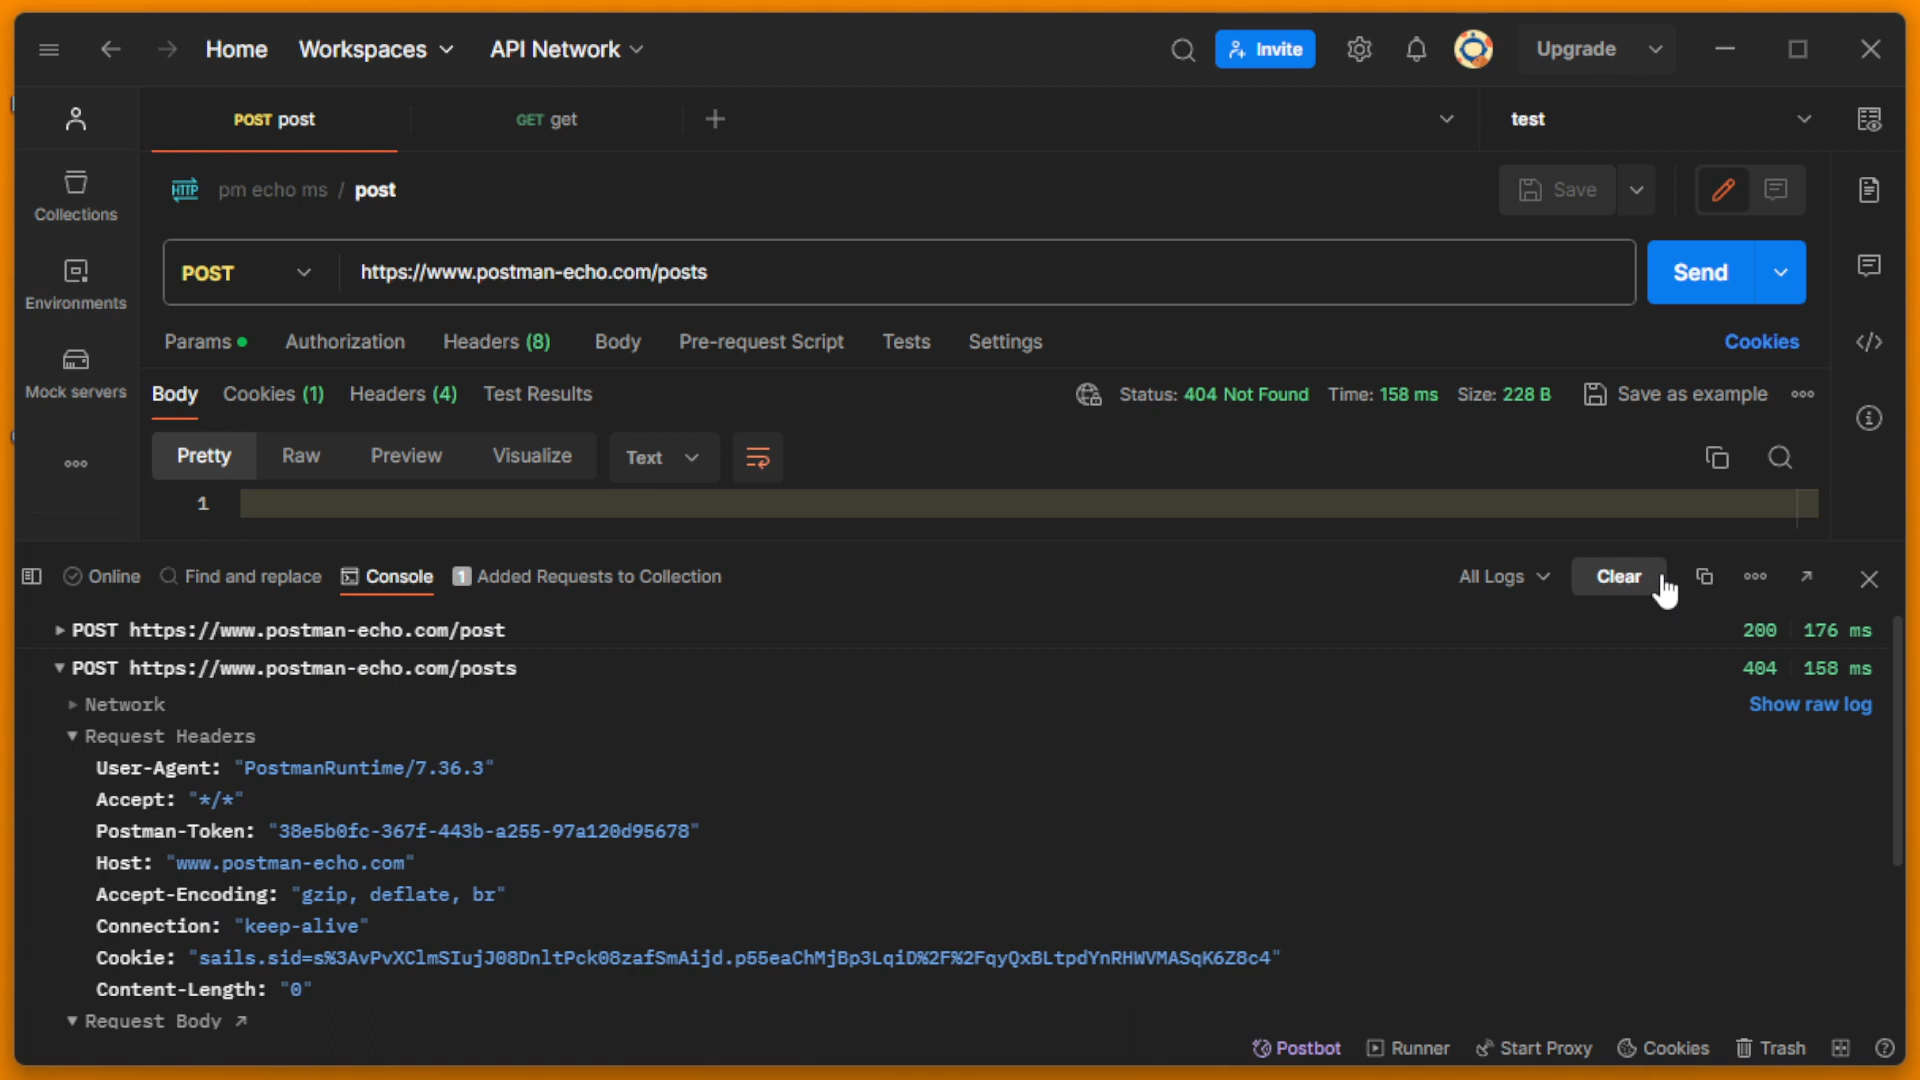 Home Workspaces API Network Invite Upgrade
POST post GET get test
HTTP pm echo ms / post Save
Collections
POST https://www.postman-echo.com/posts Send
Environments
Params Authorization Headers (8) Body Pre-request Script Tests Settings Cookies
Mock servers
Body Cookies (1) Headers (4) Test Results Status: 404 Not Found Time: 158 ms Size: 228 B Save as example
Pretty Raw Preview Visualize Text
1
Online Find and replace Console 1 Added Requests to Collection All Logs Clear
POST https://www.postman-echo.com/post 200 176 ms
POST https://www.postman-echo.com/posts 404 158 ms
Network Show raw log
Request Headers
User-Agent: "PostmanRuntime/7.36.3"
Accept: "*/*"
Postman-Token: "38e5b0fc-367f-443b-a255-97a120d95678"
Host: "www.postman-echo.com"
Accept-Encoding: "gzip, deflate, br"
Connection: "keep-alive"
Cookie: "sails.sid=s%3AvPvXClmSIujJ08DnltPck08zafSmAijd.p55eaChMjBp3LqiD%2F%2FqyQxBLtpdYnRHWVMASqK6Z8c4"
Content-Length: "0"
Request Body
Postbot Runner Start Proxy Cookies Trash